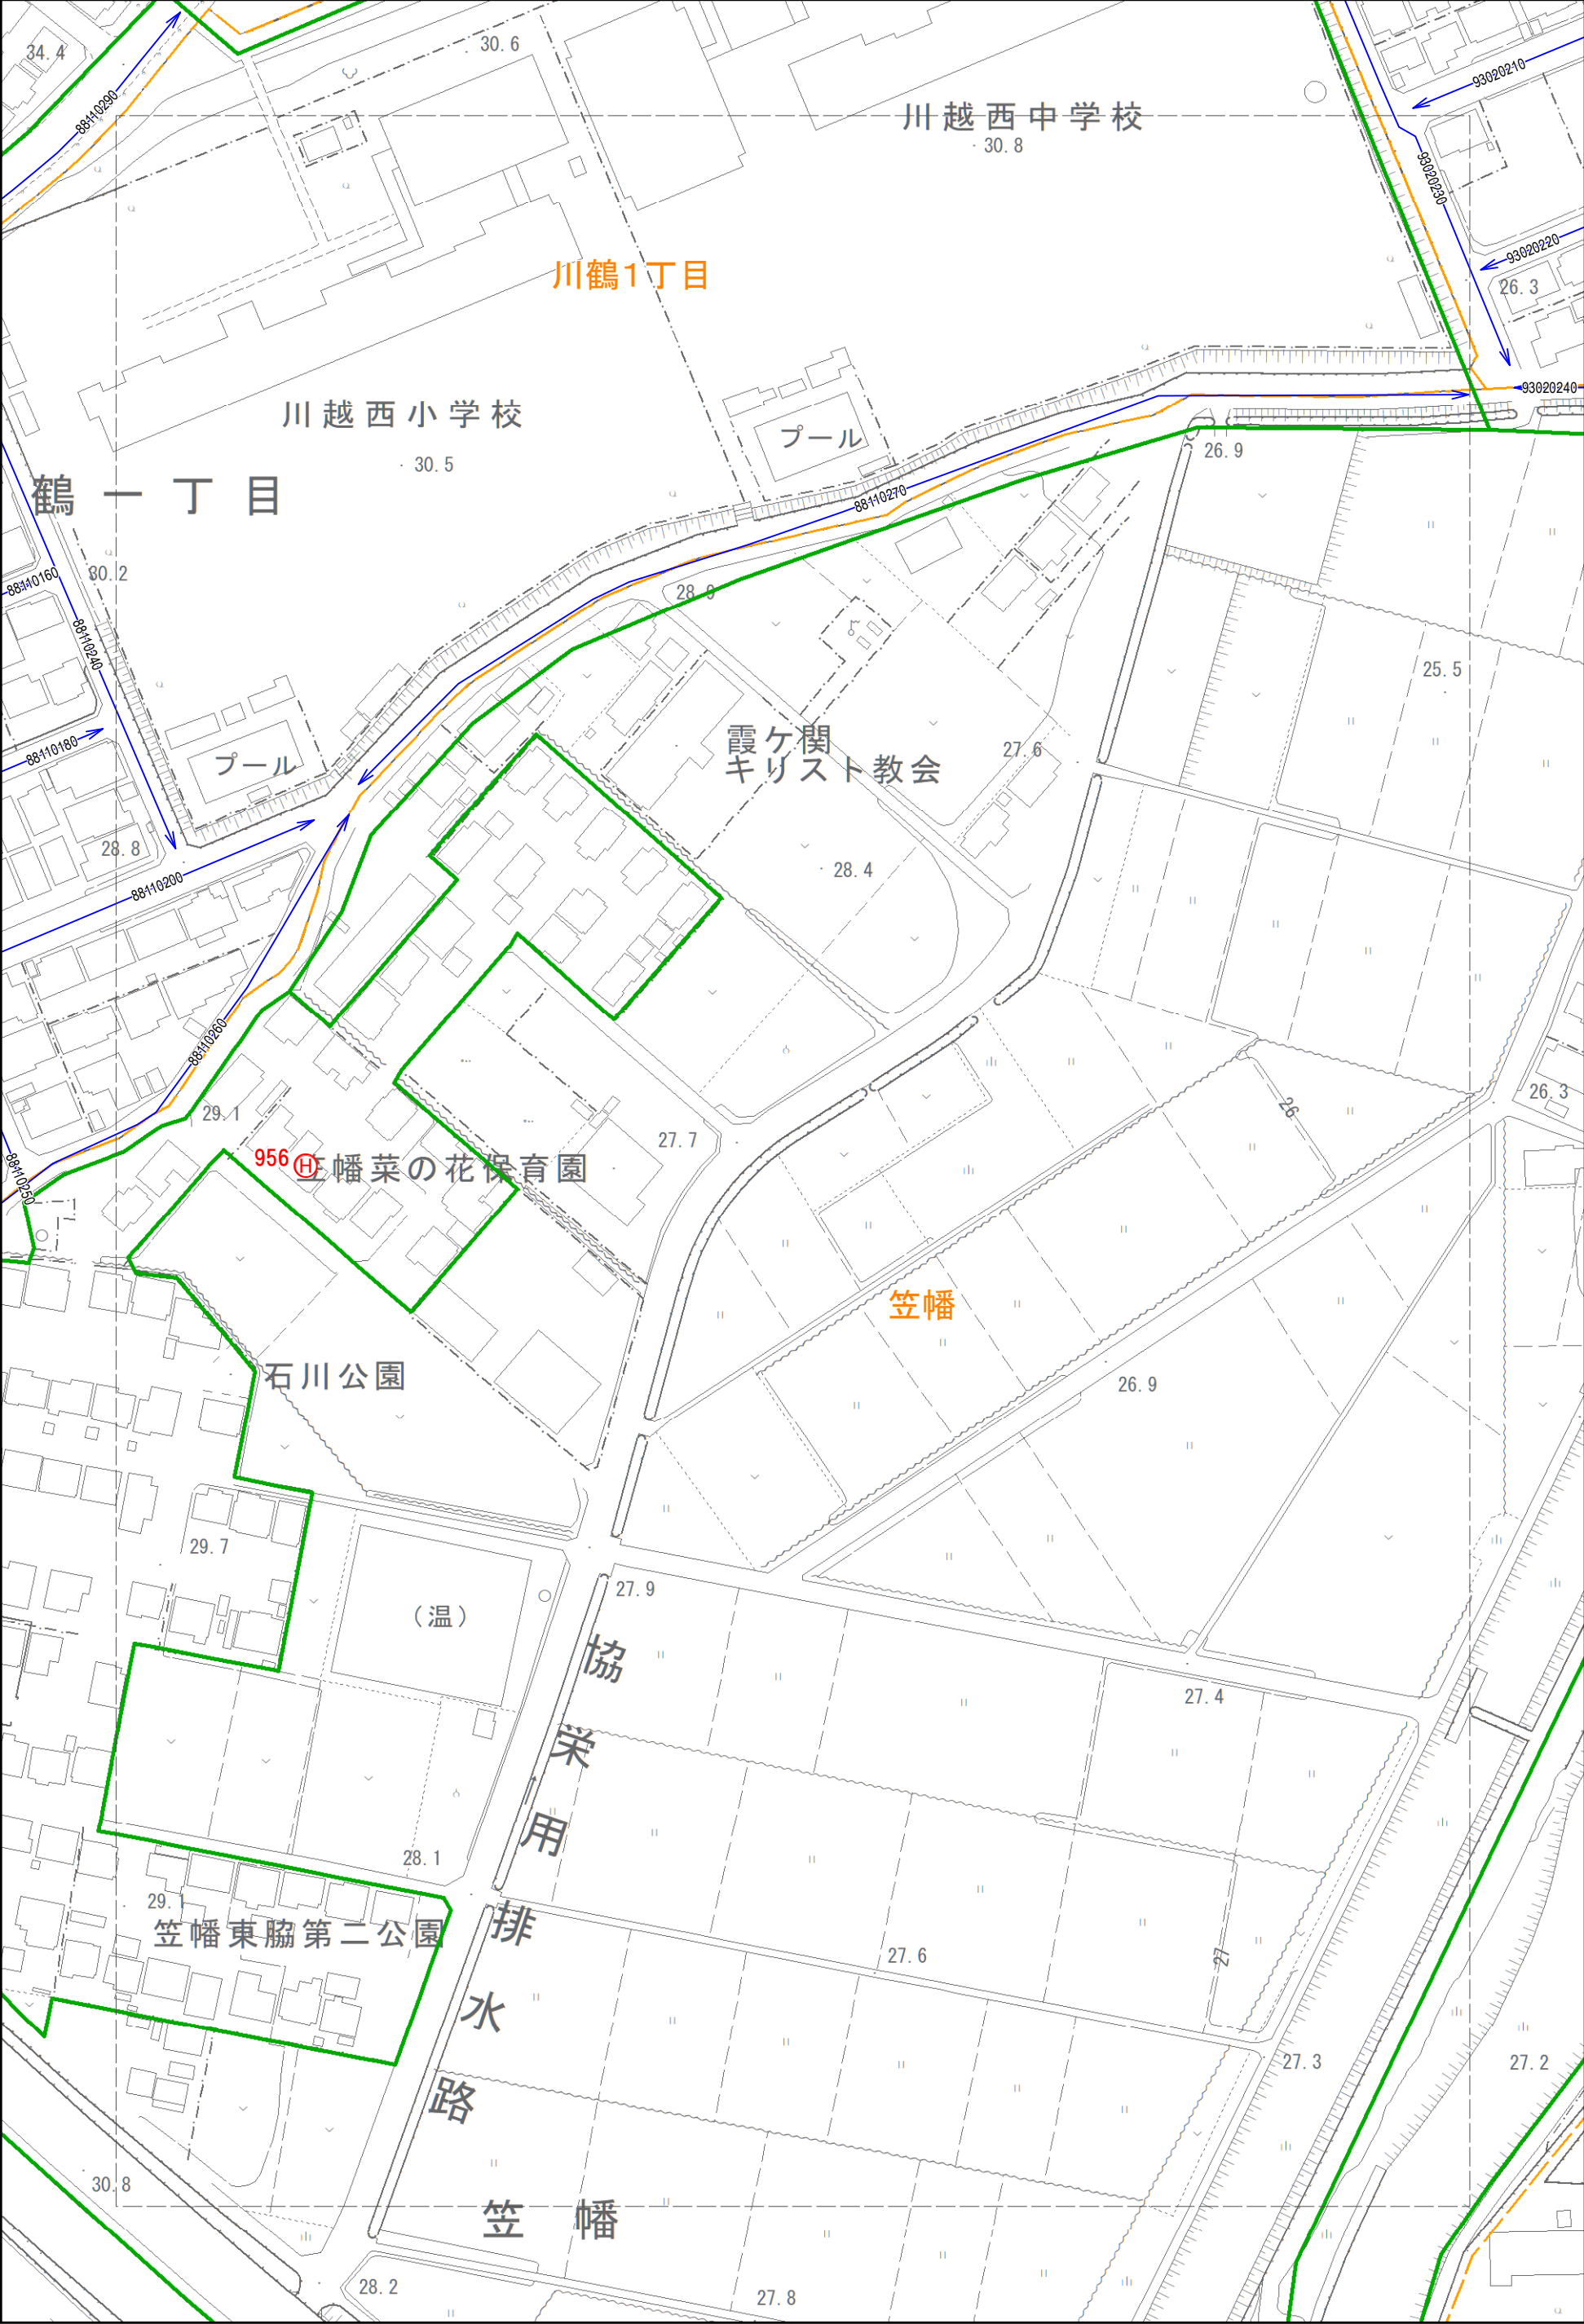 34.4
30.6
88110290
川越西中学校
30.8
93020210
93020230
93020220
26.3
川鶴1丁目
93020240
川越西小学校
30.5
プール
26.9
鶴一丁目
88110270
30.2
88110160
88110240
28.9
25.5
88110180
プール
霞ケ関
キリスト教会
27.6
28.8
28.4
88110200
88110260
29.1
26.3
26
27.7
956 H
笠幡菜の花保育園
88110250
笠幡
石川公園
26.9
29.7
27.9
(温)
協栄用排水路
27.4
28.1
29.1
笠幡東脇第二公園
27.6
27
27.3
27.2
30.8
笠幡
28.2
27.8